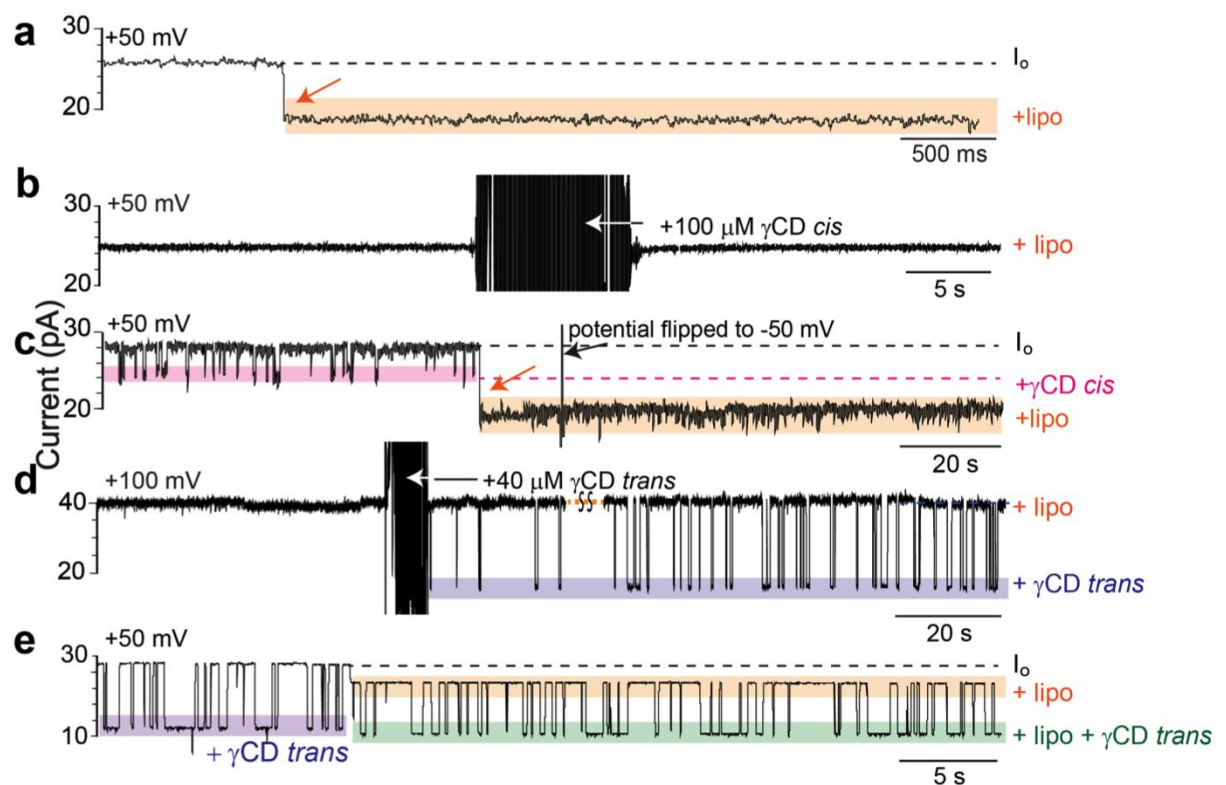 a
30
+50 mV
Io
20
+lipo
500 ms
b
30
+50 mV
+100 μM γCD cis
+ lipo
20
5 s
Current (pA)
c
30
+50 mV
potential flipped to -50 mV
Io
+γCD cis
20
+lipo
20 s
d
+100 mV
+40 μM γCD trans
40
+ lipo
20
+ γCD trans
20 s
e
+50 mV
30
Io
+ lipo
10
+ γCD trans
+ lipo + γCD trans
5 s